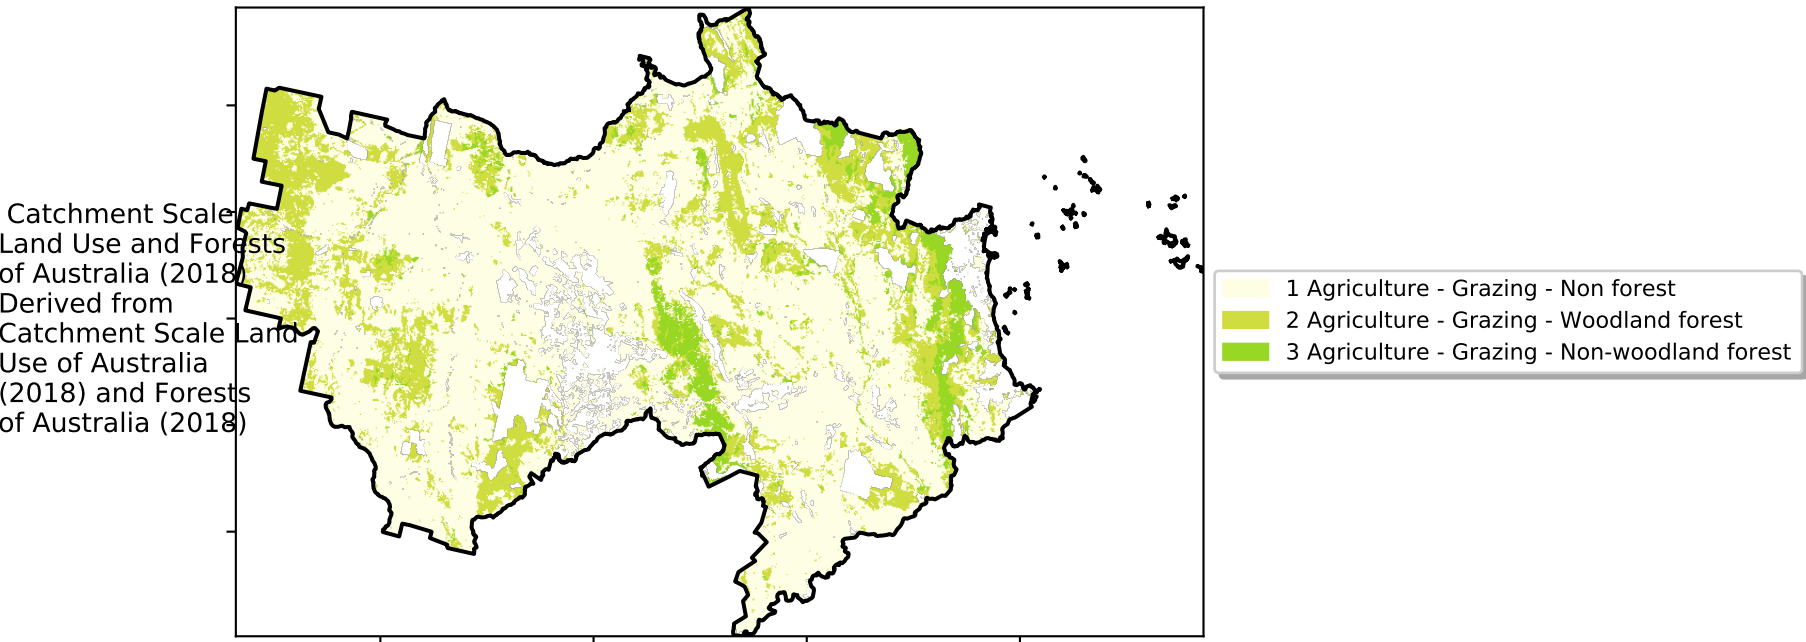 Catchment Scale
Land Use and Forests
of Australia (2018)
Derived from
Catchment Scale Land
Use of Australia
(2018) and Forests
of Australia (2018)
1 Agriculture - Grazing - Non forest
2 Agriculture - Grazing - Woodland forest
3 Agriculture - Grazing - Non-woodland forest